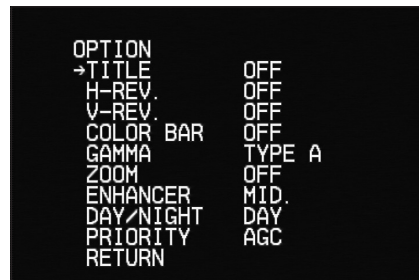 OPTION
→TITLE OFF
H-REV. OFF
V-REV. OFF
COLOR BAR OFF
GAMMA TYPE A
ZOOM OFF
ENHANCER MID.
DAY/NIGHT DAY
PRIORITY AGC
RETURN